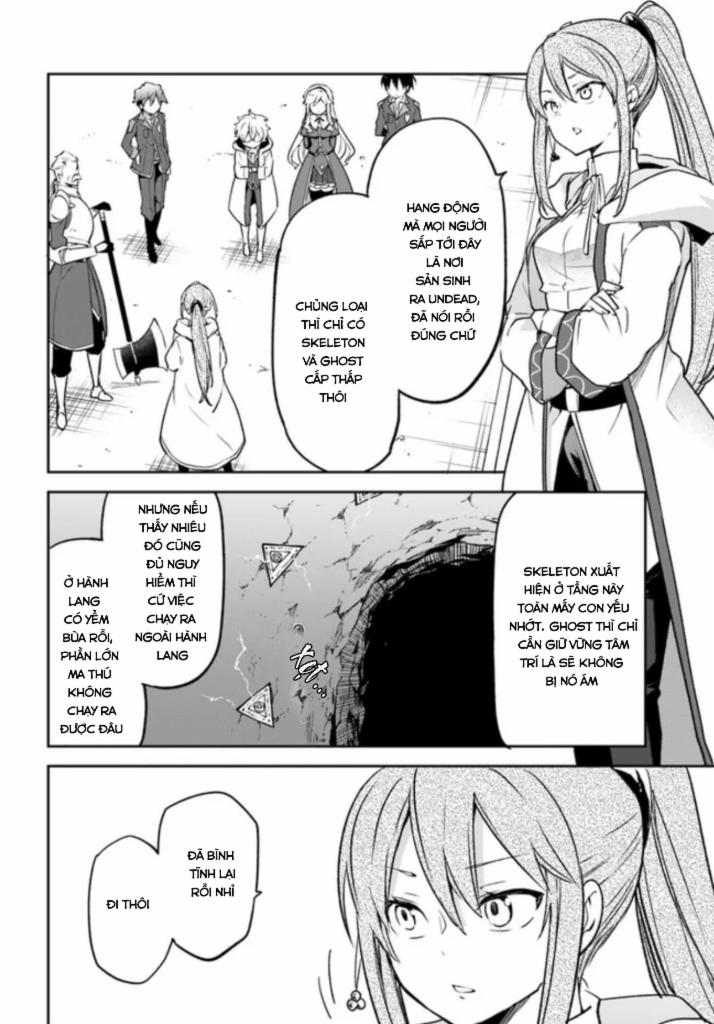 HANG ĐỘNG
MÀ MỌI NGƯỜI
SẮP TỚI ĐÂY
LÀ NƠI
SẢN SINH
RA UNDEAD,
ĐÃ NÓI RỒI
ĐÚNG CHỨ
CHỦNG LOẠI
THÌ CHỈ CÓ
SKELETON
VÀ GHOST
CẤP THẤP
THÔI
SKELETON XUẤT
HIỆN Ở TẦNG NÀY
TOÀN MẤY CON YẾU
NHỚT. GHOST THÌ CHỈ
CẦN GIỮ VỮNG TÂM
TRÍ LÀ SẼ KHÔNG
BỊ NÓ ÁM
NHƯNG NẾU
THẤY NHIÊU
ĐÓ CŨNG
ĐỦ NGUY
HIỂM THÌ
CỨ VIỆC
CHẠY RA
NGOÀI HÀNH
LANG
Ở HÀNH
LANG
CÓ YỂM
BÙA RỒI,
PHẦN LỚN
MA THÚ
KHÔNG
CHẠY RA
ĐƯỢC ĐÂU
XẸT...
ĐÃ BÌNH
TĨNH LẠI
RỒI NHỈ
ĐI THÔI